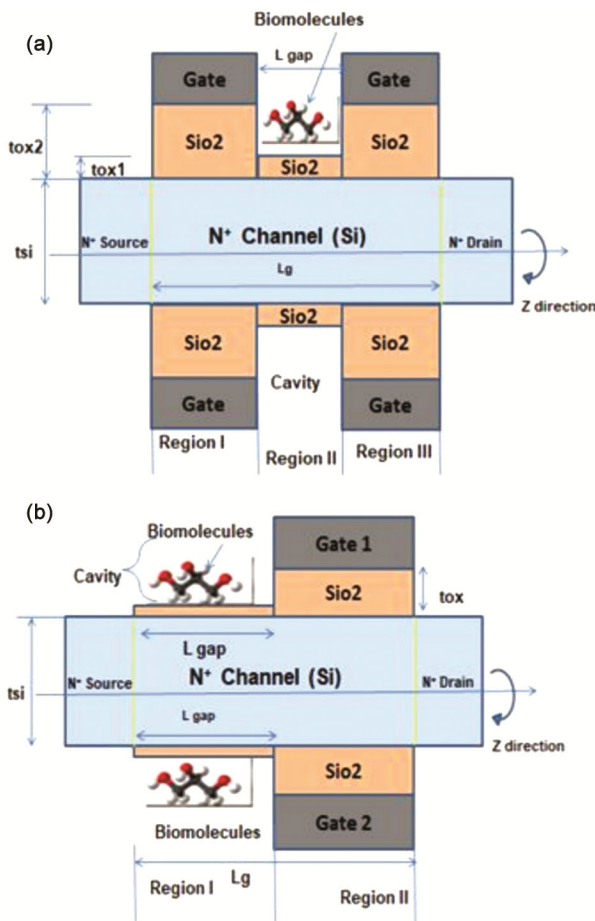 (a)
Biomolecules
L gap
Gate
Gate
tox2
Sio2
Sio2
tox1
Sio2
tsi
N⁺ Source
N⁺ Channel (Si)
N⁺ Drain
Lg
Z direction
Sio2
Sio2
Sio2
Cavity
Gate
Gate
Region I
Region II
Region III
(b)
Biomolecules
Cavity
Gate 1
Sio2
tox
L gap
tsi
N⁺ Source
N⁺ Channel (Si)
N⁺ Drain
L gap
Z direction
Sio2
Biomolecules
Gate 2
Lg
Region I
Region II